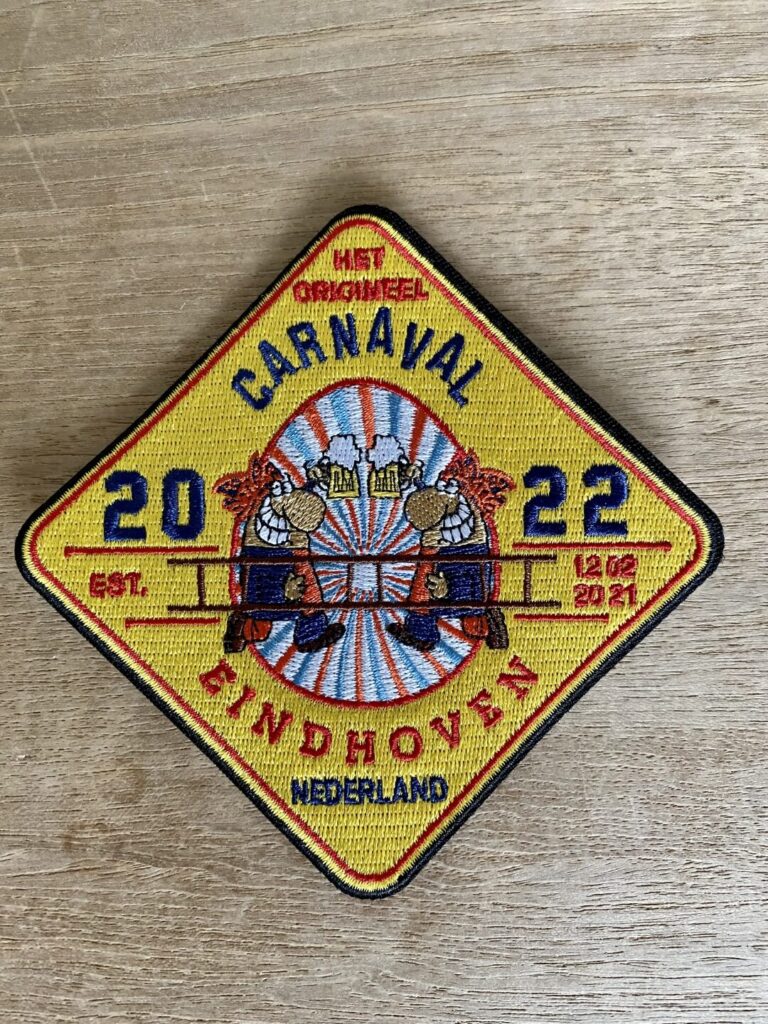 HET
ORIGINEEL
CARNAVAL
20 22
EST. 12 02
20 21
EINDHOVEN
NEDERLAND